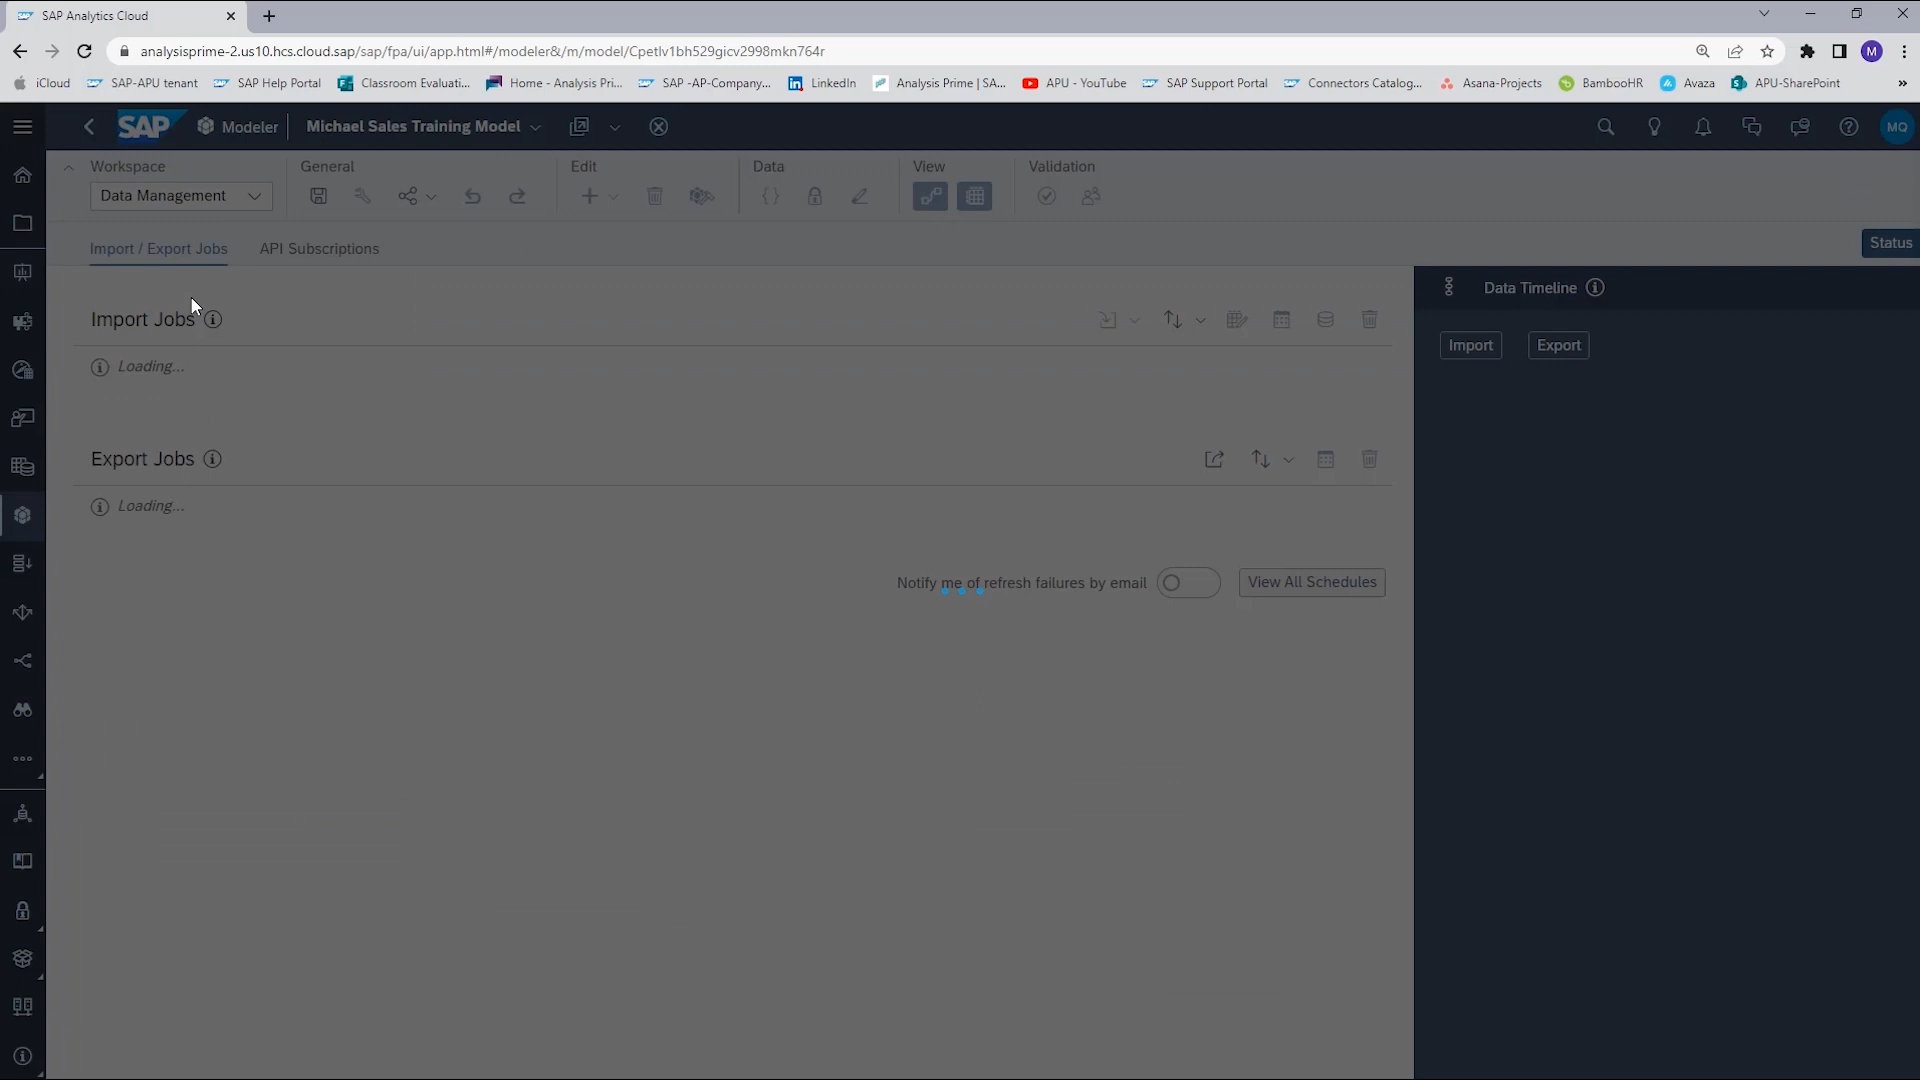 SAP Analytics Cloud
analysisprime-2.us10.hcs.cloud.sap/sap/fpa/ui/app.html#/modeler&/m/model/Cpetlv1bh529gicv2998mkn764r
M
iCloud SAP-APU tenant SAP Help Portal Classroom Evaluati... Home - Analysis Pri... SAP -AP-Company... LinkedIn Analysis Prime | SA... APU - YouTube SAP Support Portal Connectors Catalog... Asana-Projects BambooHR Avaza APU-SharePoint »
SAP Modeler Michael Sales Training Model MQ
Workspace General Edit Data View Validation
Data Management
Import / Export Jobs API Subscriptions Status
Data Timeline
Import Jobs
Import Export
Loading...
Export Jobs
Loading...
Notify me of refresh failures by email View All Schedules